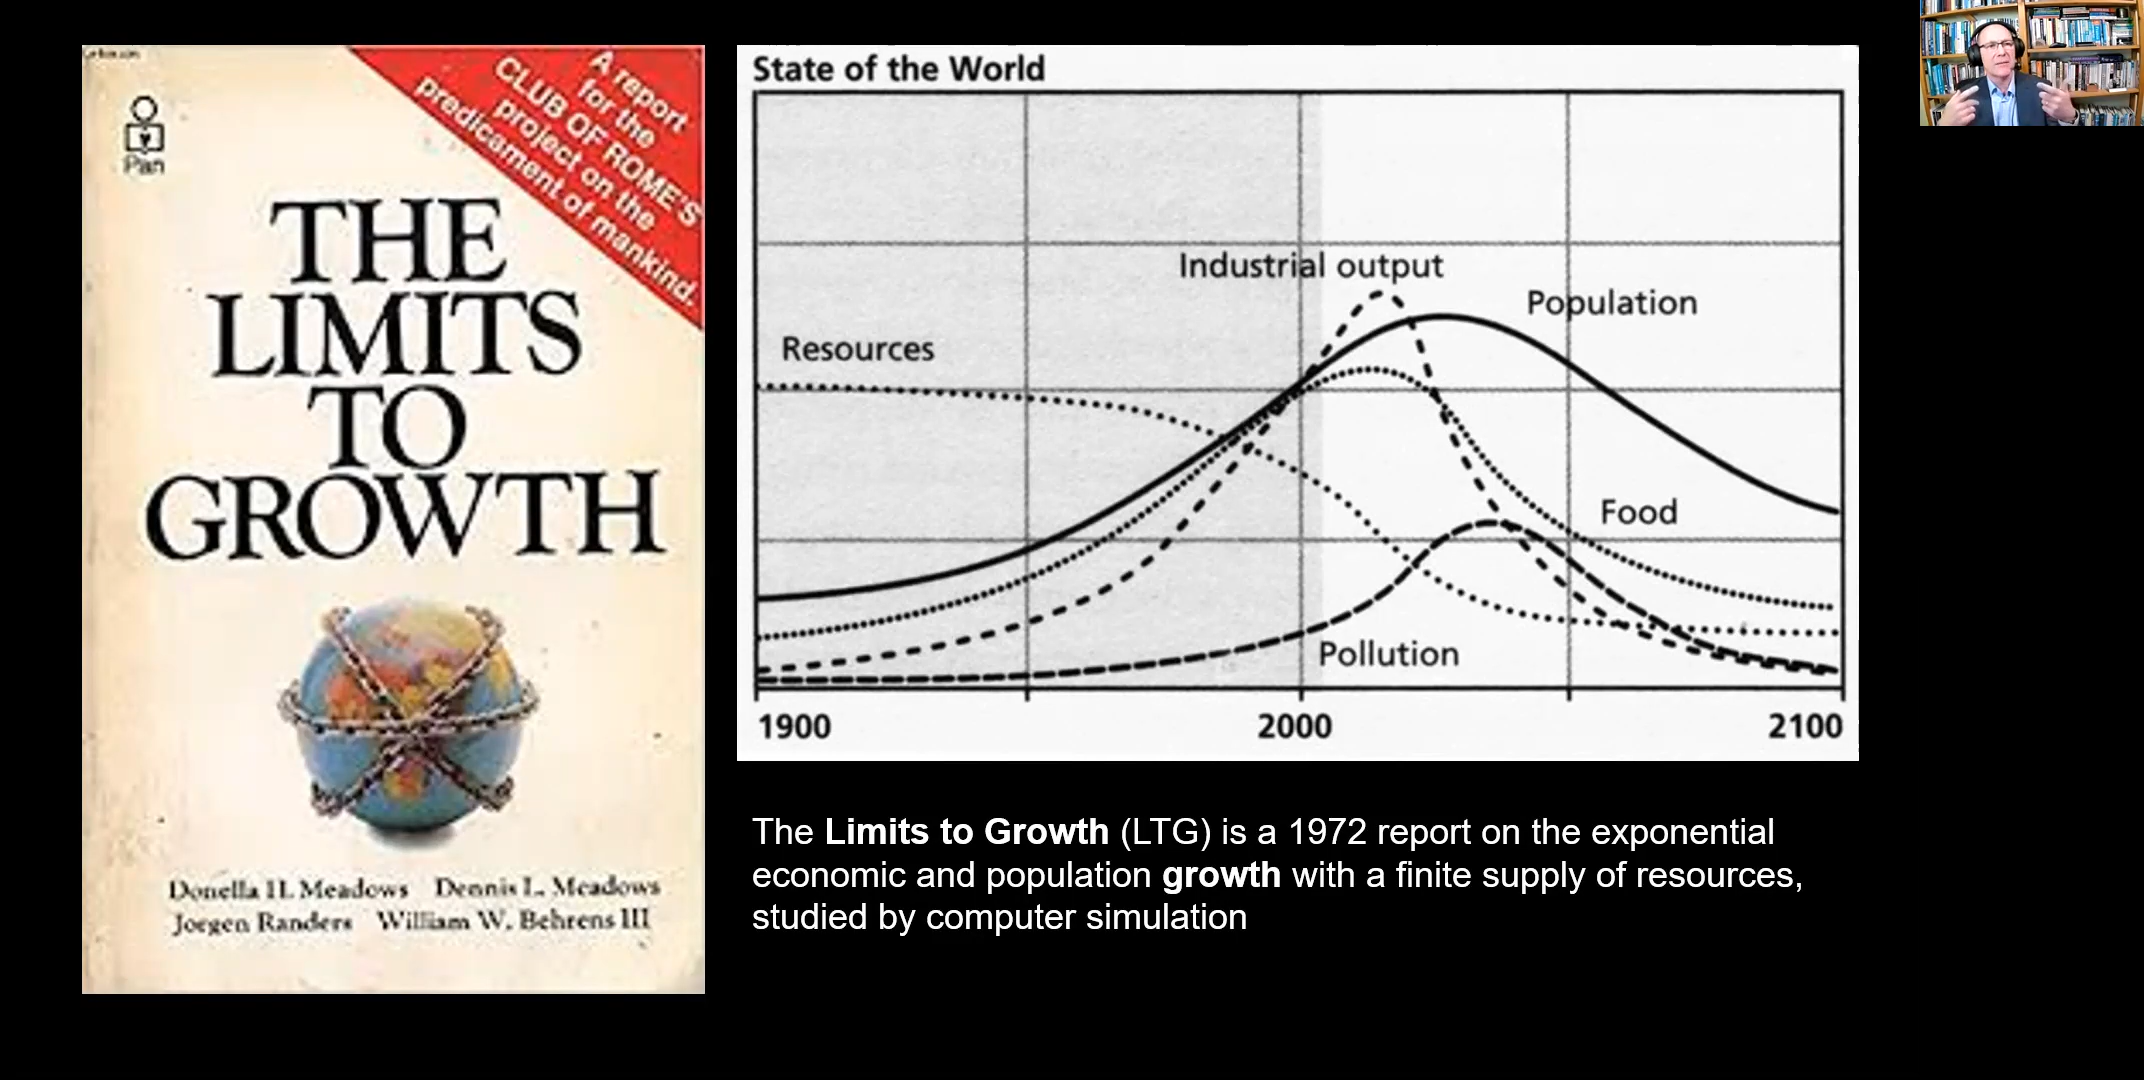 A report
for the
CLUB OF ROME'S
project on the
predicament of mankind.
Pan
THE
LIMITS
TO
GROWTH
Donella H. Meadows Dennis L. Meadows
Jorgen Randers William W. Behrens III
State of the World
Industrial output
Population
Resources
Food
Pollution
1900 2000 2100
The Limits to Growth (LTG) is a 1972 report on the exponential
economic and population growth with a finite supply of resources,
studied by computer simulation